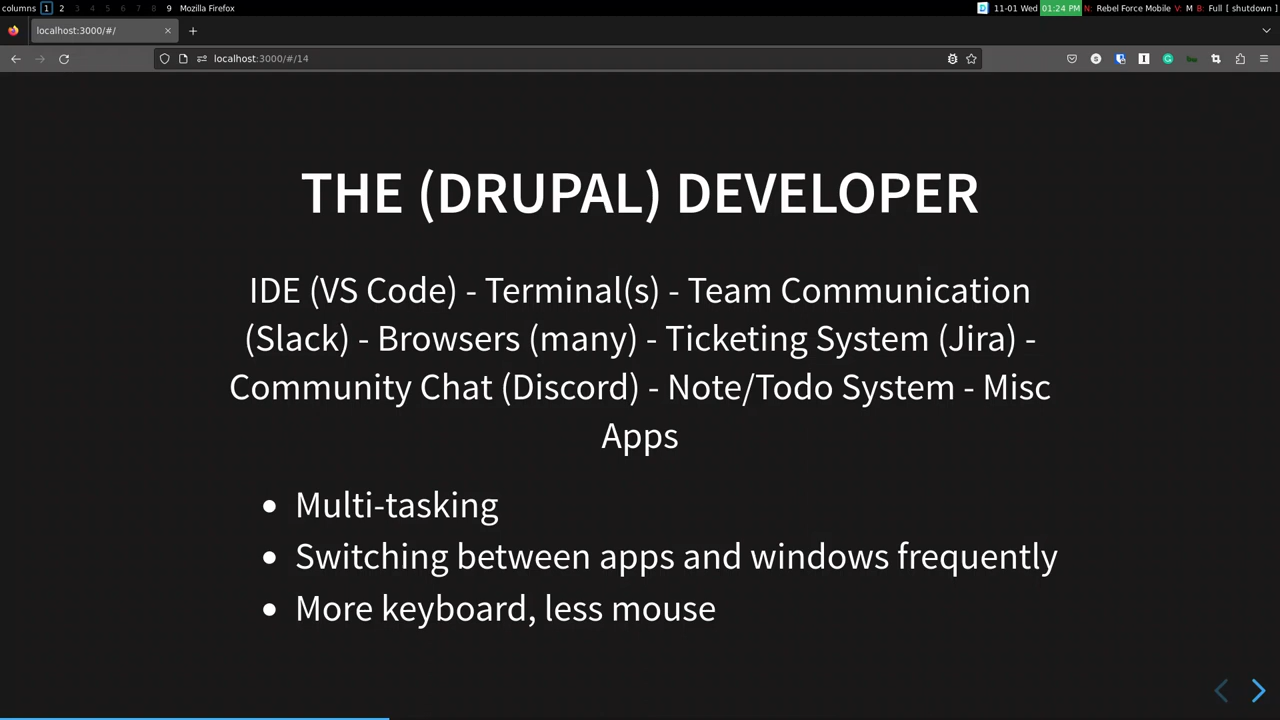 columns 1 2 3 4 5 6 7 8 9 Mozilla Firefox
D 11-01 Wed 01:24 PM N: Rebel Force Mobile V: M B: Full [ shutdown ]
localhost:3000/#/
localhost:3000/#/14
THE (DRUPAL) DEVELOPER
IDE (VS Code) - Terminal(s) - Team Communication
(Slack) - Browsers (many) - Ticketing System (Jira) -
Community Chat (Discord) - Note/Todo System - Misc
Apps
• Multi-tasking
• Switching between apps and windows frequently
• More keyboard, less mouse